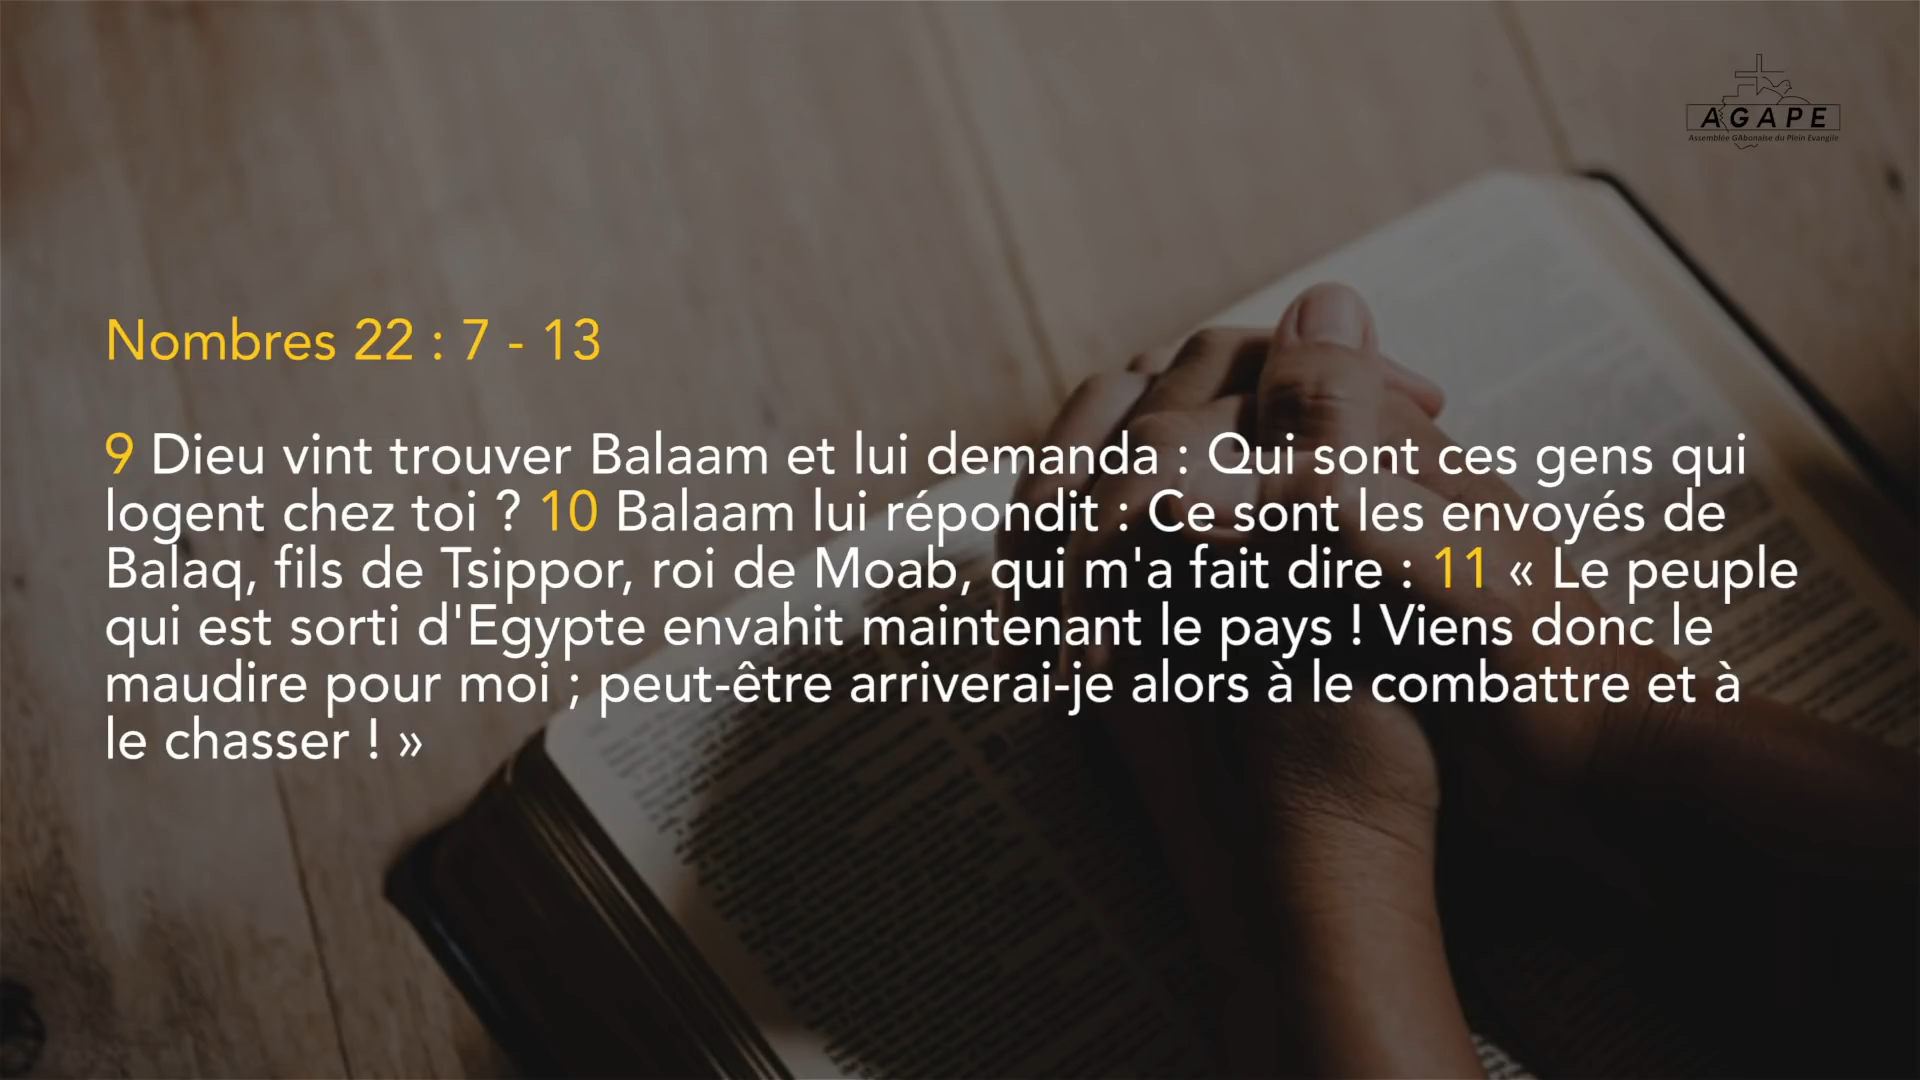 AGAPE
Assemblée GAbonaise du Plein Evangile
Nombres 22 : 7 - 13
9 Dieu vint trouver Balaam et lui demanda : Qui sont ces gens qui
logent chez toi ? 10 Balaam lui répondit : Ce sont les envoyés de
Balaq, fils de Tsippor, roi de Moab, qui m'a fait dire : 11 « Le peuple
qui est sorti d'Egypte envahit maintenant le pays ! Viens donc le
maudire pour moi ; peut-être arriverai-je alors à le combattre et à
le chasser ! »